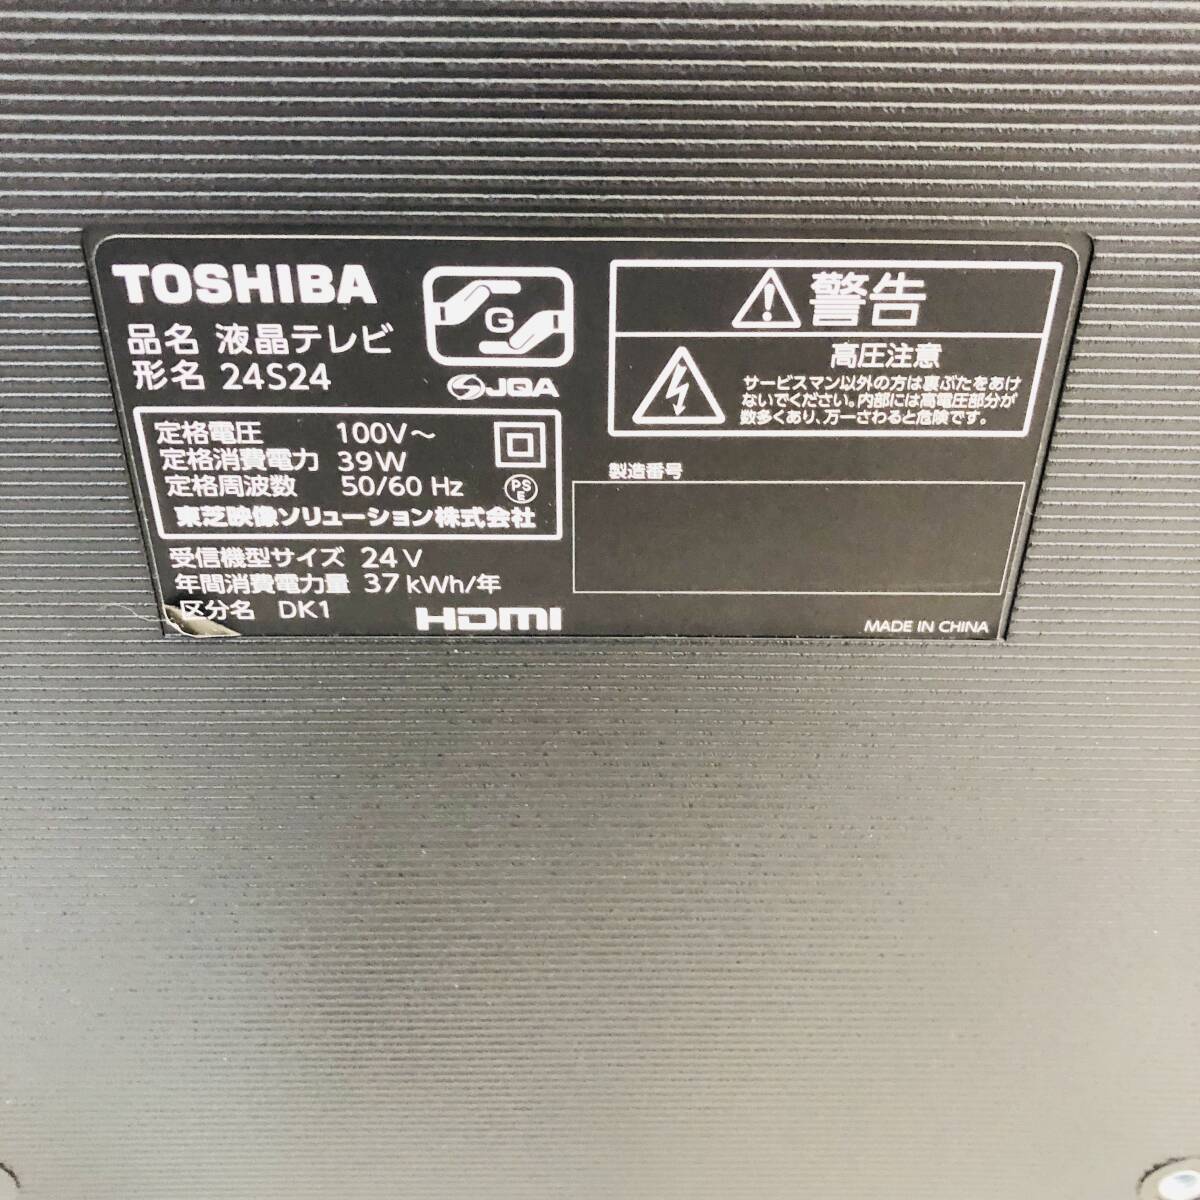 TOSHIBA
品名 液晶テレビ
形名 24S24
G
JQA
定格電圧 100V～
定格消費電力 39W
定格周波数 50/60 Hz
PS
E
東芝映像ソリューション株式会社
受信機型サイズ 24V
年間消費電力量 37 kWh/年
区分名 DK1
HDMI
警告
高圧注意
サービスマン以外の方は裏ぶたをあけ
ないでください。内部には高電圧部分が
数多くあり、万一さわると危険です。
製造番号
MADE IN CHINA